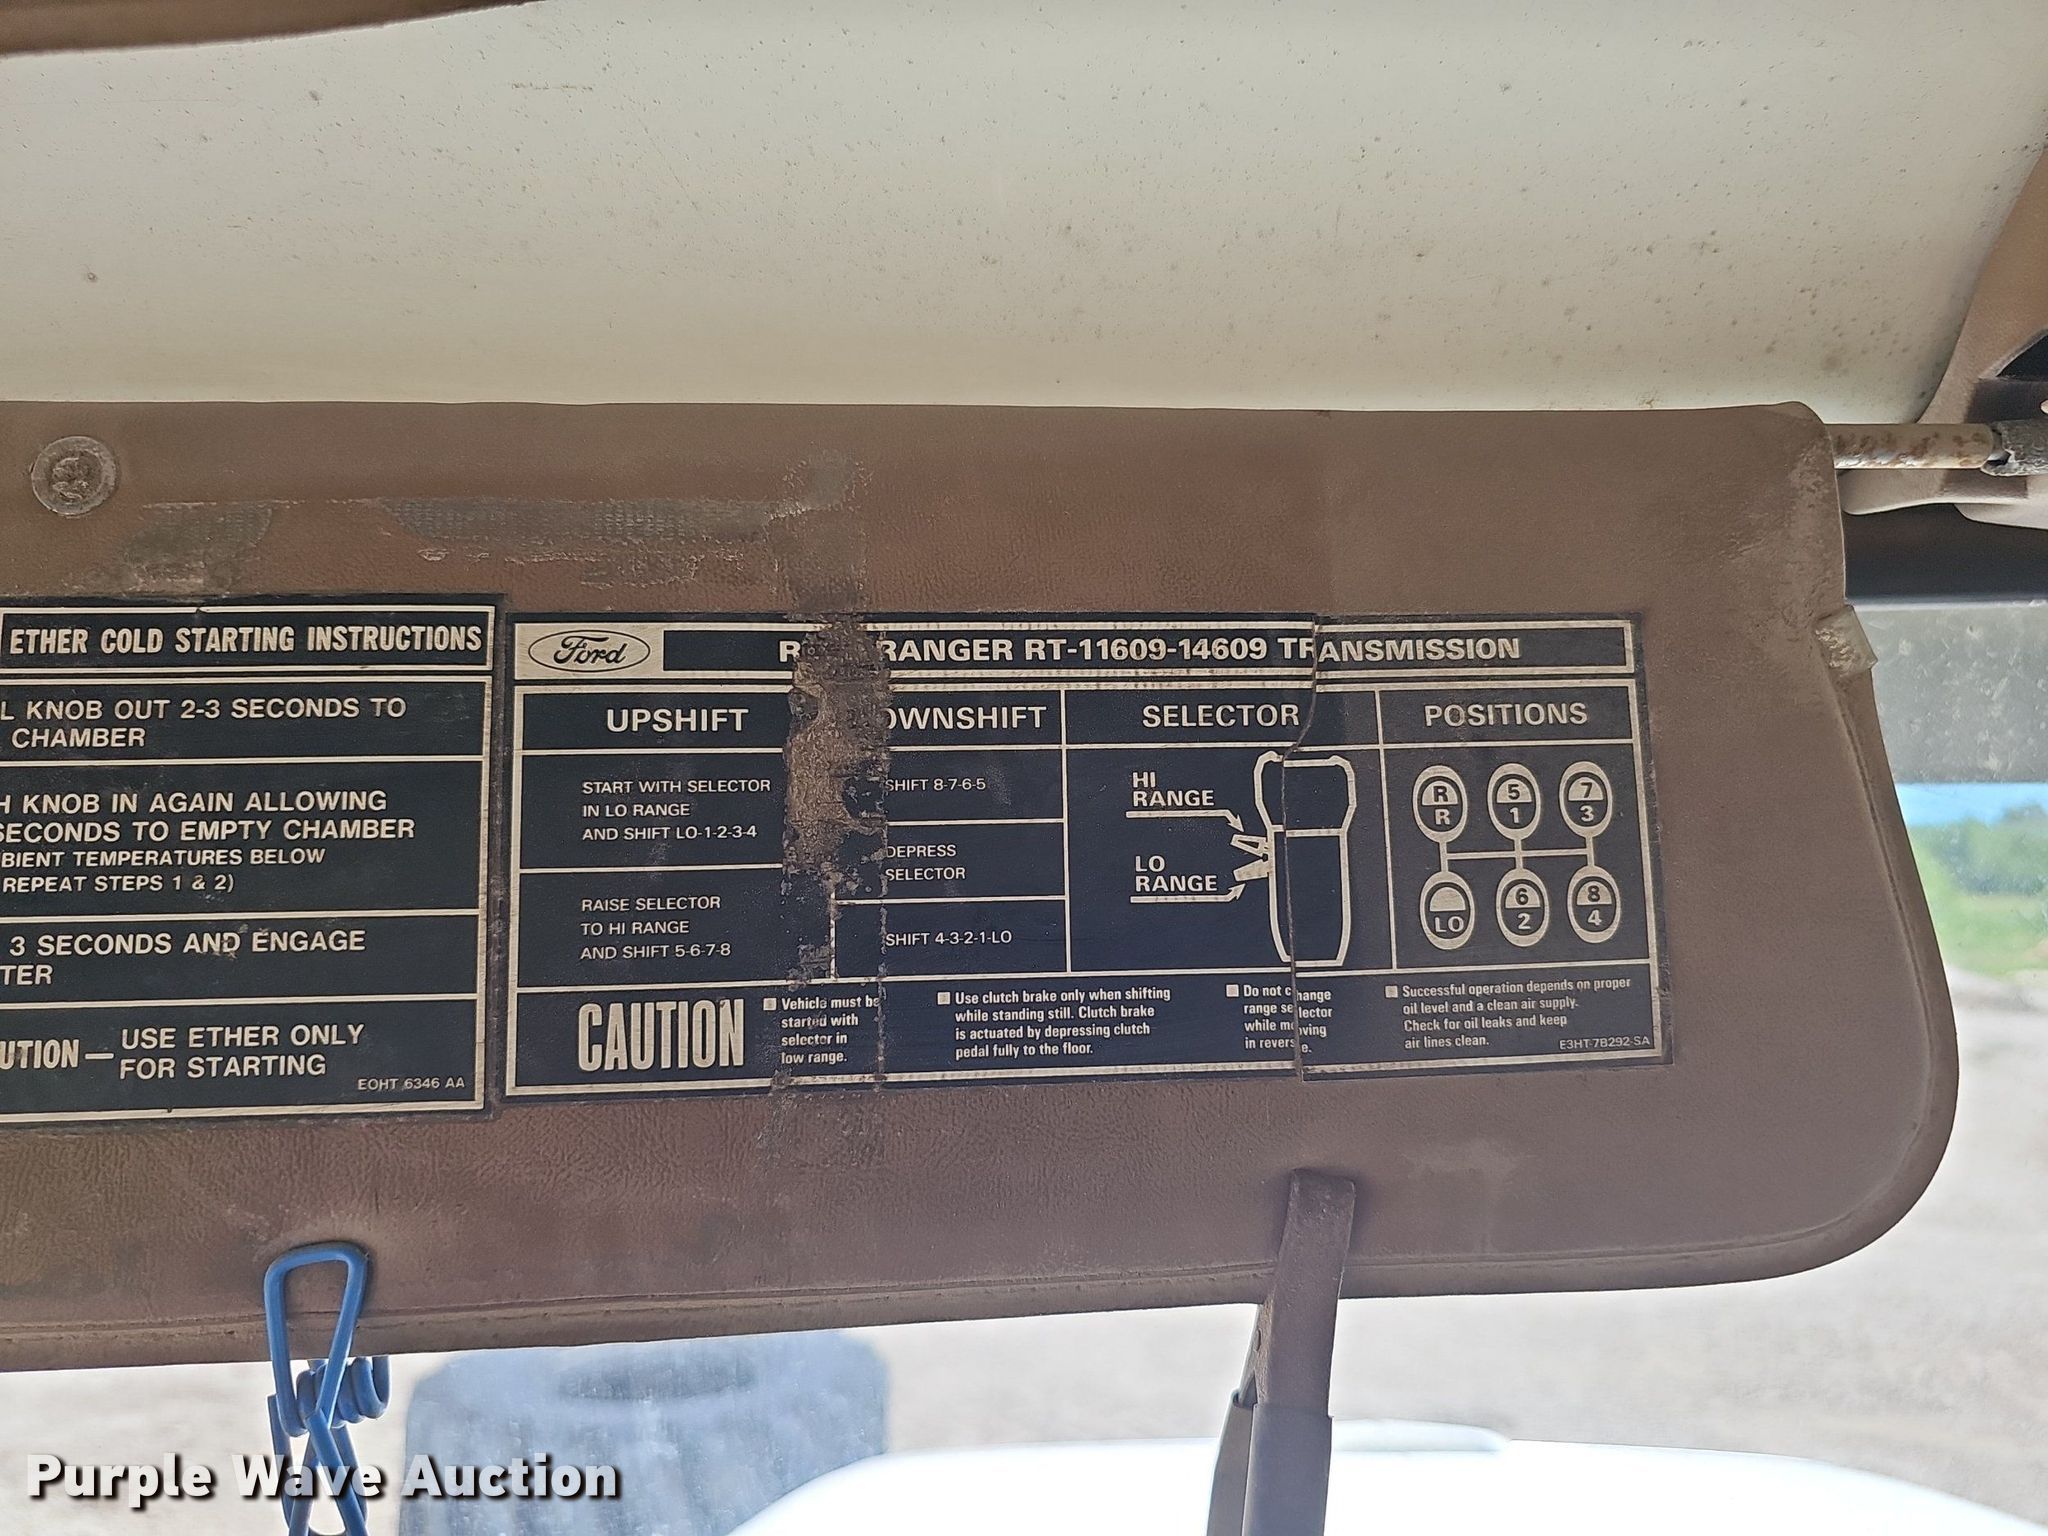 ETHER COLD STARTING INSTRUCTIONS
L KNOB OUT 2-3 SECONDS TO
CHAMBER
H KNOB IN AGAIN ALLOWING
SECONDS TO EMPTY CHAMBER
BIENT TEMPERATURES BELOW
REPEAT STEPS 1 & 2)
3 SECONDS AND ENGAGE
TER
UTION — USE ETHER ONLY
FOR STARTING
EOHT 6346 AA
Ford
RANGER RT-11609-14609 TRANSMISSION
UPSHIFT
START WITH SELECTOR
IN LO RANGE
AND SHIFT LO-1-2-3-4
RAISE SELECTOR
TO HI RANGE
AND SHIFT 5-6-7-8
OWNSHIFT
SHIFT 8-7-6-5
DEPRESS
SELECTOR
SHIFT 4-3-2-1-LO
SELECTOR
HI
RANGE
LO
RANGE
POSITIONS
R 5 7
R 1 3
6 8
LO 2 4
CAUTION
Vehicle must be
started with
selector in
low range.
Use clutch brake only when shifting
while standing still. Clutch brake
is actuated by depressing clutch
pedal fully to the floor.
Do not change
range selector
while moving
in reverse.
Successful operation depends on proper
oil level and a clean air supply.
Check for oil leaks and keep
air lines clean.
E3HT-7B292-SA
Purple Wave Auction